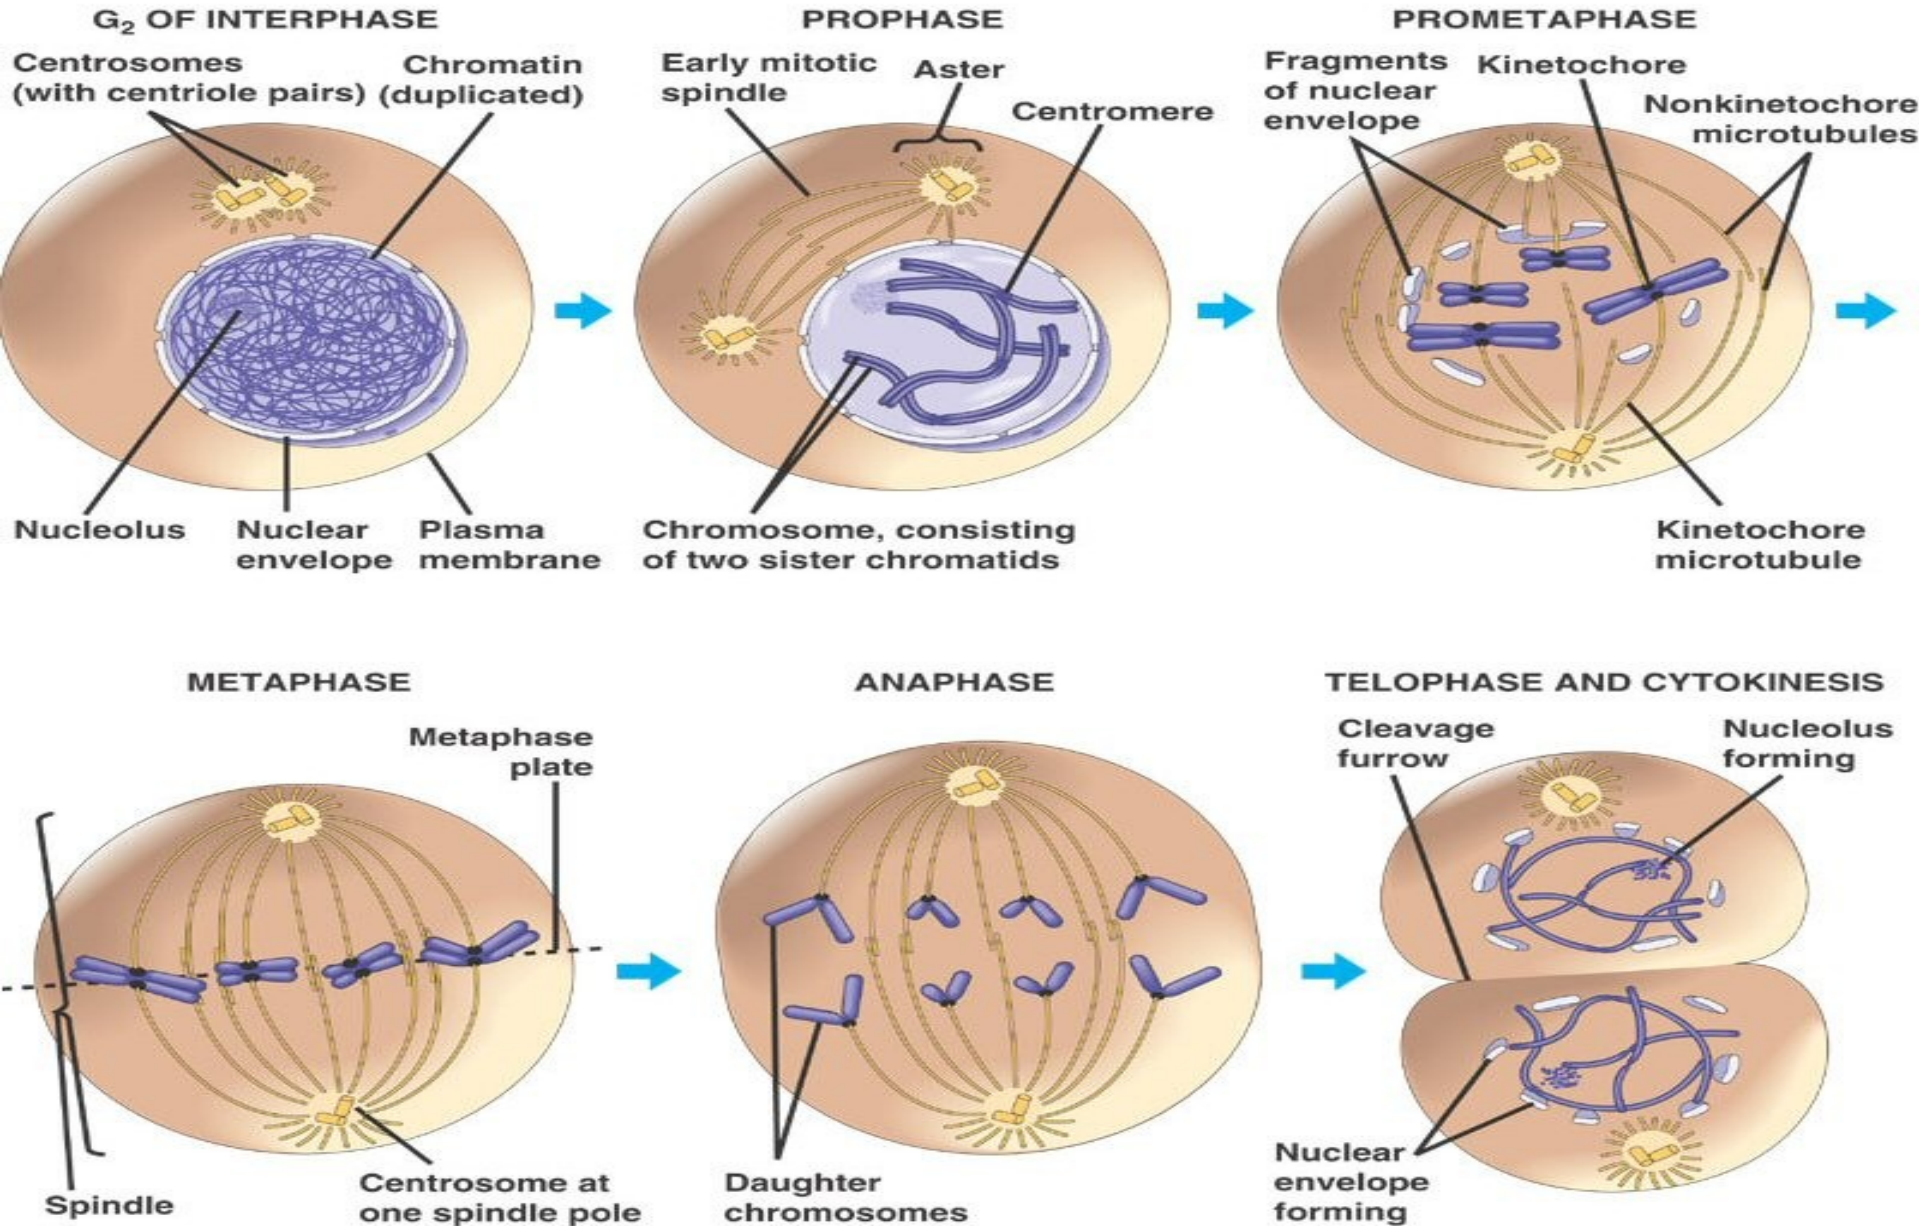 G₂ OF INTERPHASE
Centrosomes
(with centriole pairs)
Chromatin
(duplicated)
Nucleolus
Nuclear
envelope
Plasma
membrane
PROPHASE
Early mitotic
spindle
Aster
Centromere
Chromosome, consisting
of two sister chromatids
PROMETAPHASE
Fragments
of nuclear
envelope
Kinetochore
Nonkinetochore
microtubules
Kinetochore
microtubule
METAPHASE
Metaphase
plate
Spindle
Centrosome at
one spindle pole
ANAPHASE
Daughter
chromosomes
TELOPHASE AND CYTOKINESIS
Cleavage
furrow
Nucleolus
forming
Nuclear
envelope
forming